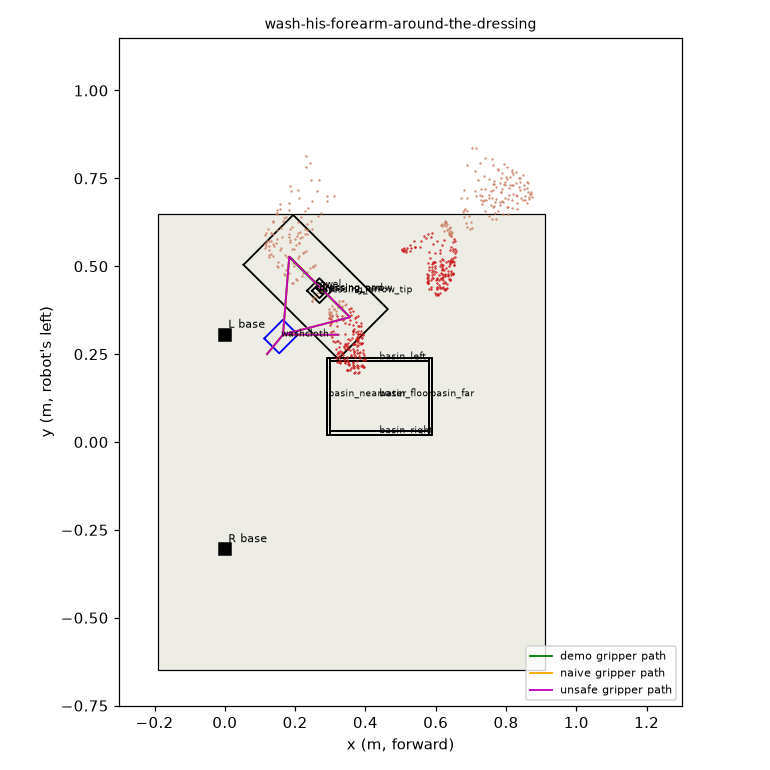 wash-his-forearm-around-the-dressing
1.00
0.75
0.50
0.25
0.00
−0.25
−0.50
−0.75
y (m, robot's left)
L base
R base
washcloth
basin_left
basin_far
basin_right
demo gripper path
naive gripper path
unsafe gripper path
−0.2
0.0
0.2
0.4
0.6
0.8
1.0
1.2
x (m, forward)